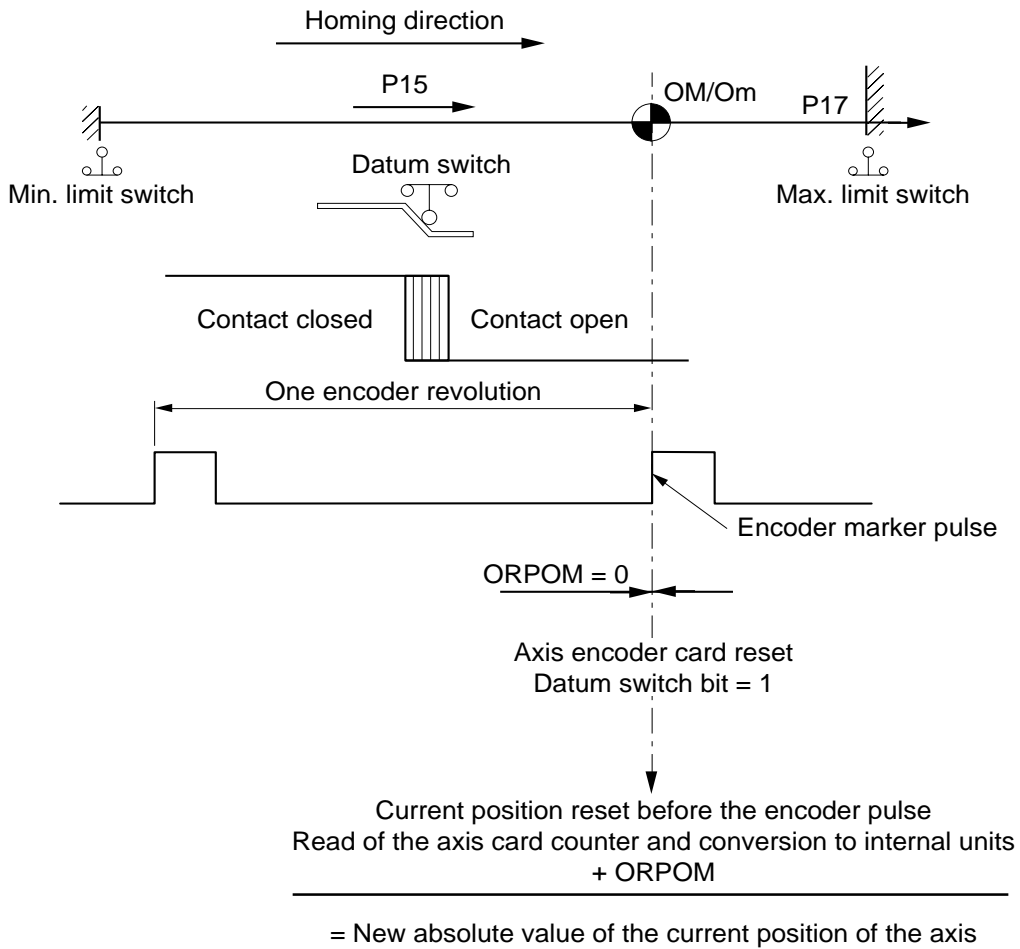 Homing direction
P15
OM/Om
P17
Datum switch
Min. limit switch
Max. limit switch
Contact closed
Contact open
One encoder revolution
Encoder marker pulse
ORPOM = 0
Axis encoder card reset
Datum switch bit = 1
Current position reset before the encoder pulse
Read of the axis card counter and conversion to internal units
+ ORPOM
= New absolute value of the current position of the axis